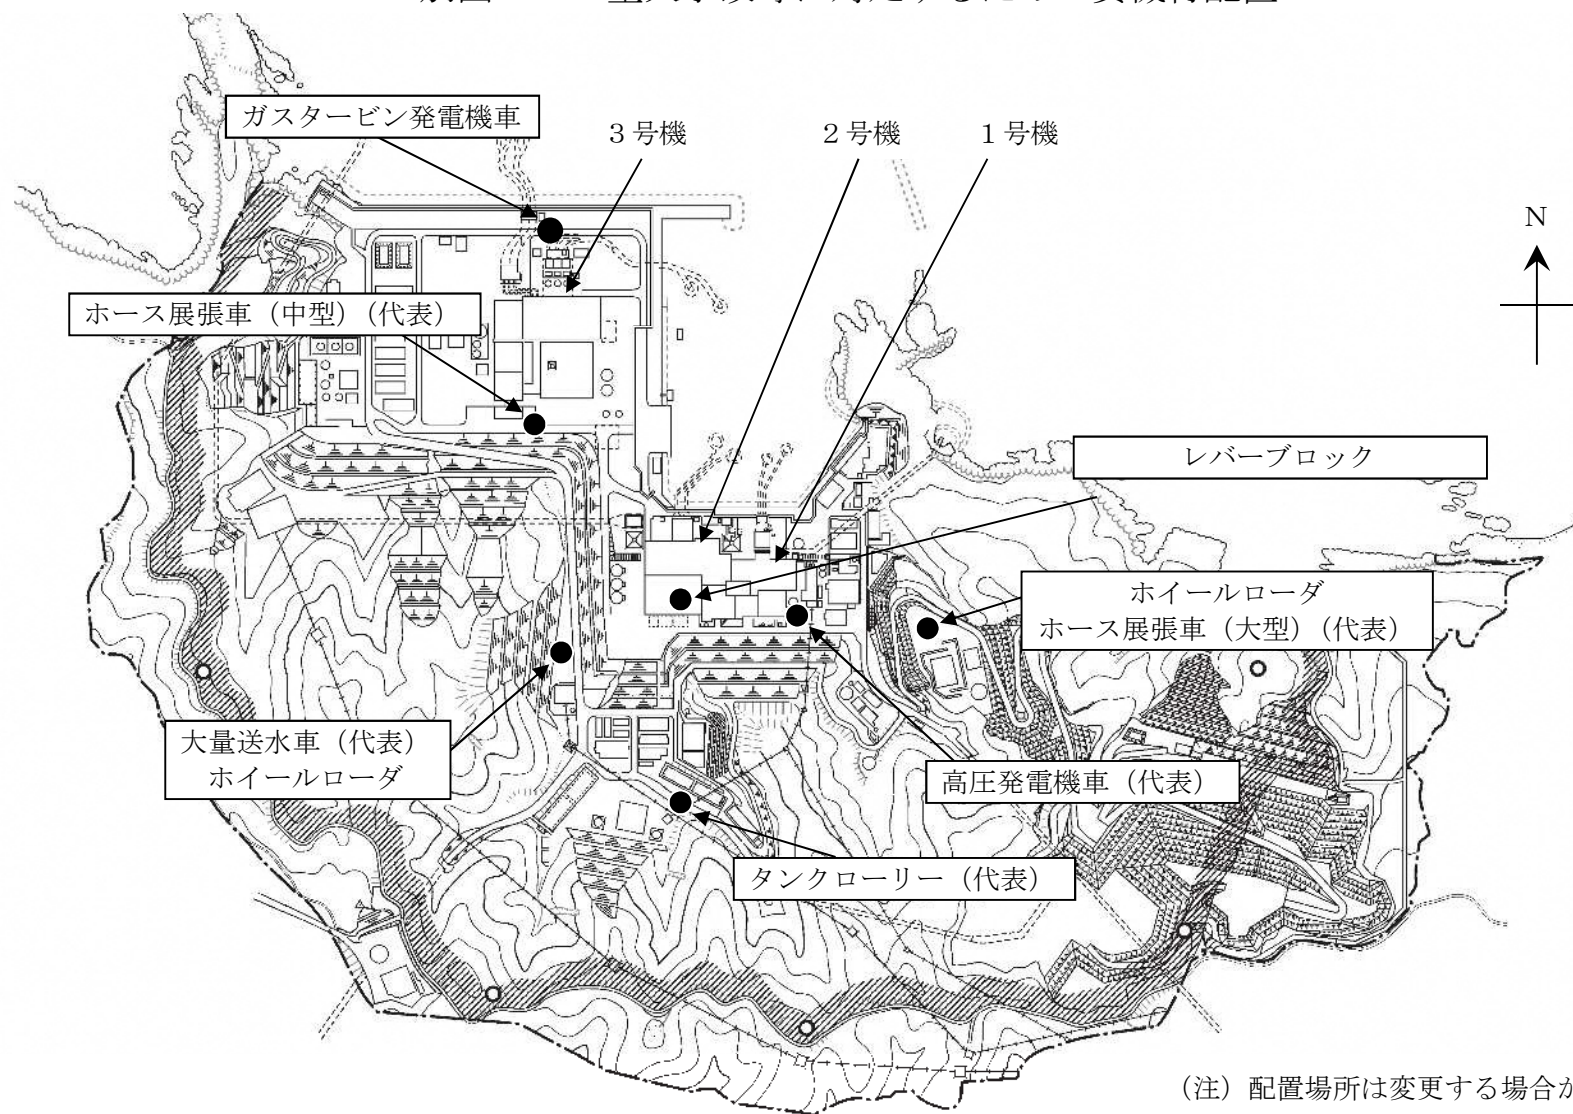 ガスタービン発電機車
３号機
２号機
１号機
N
ホース展張車（中型）（代表）
レバーブロック
ホイールローダ
ホース展張車（大型）（代表）
大量送水車（代表）
ホイールローダ
高圧発電機車（代表）
タンクローリー（代表）
（注）配置場所は変更する場合が